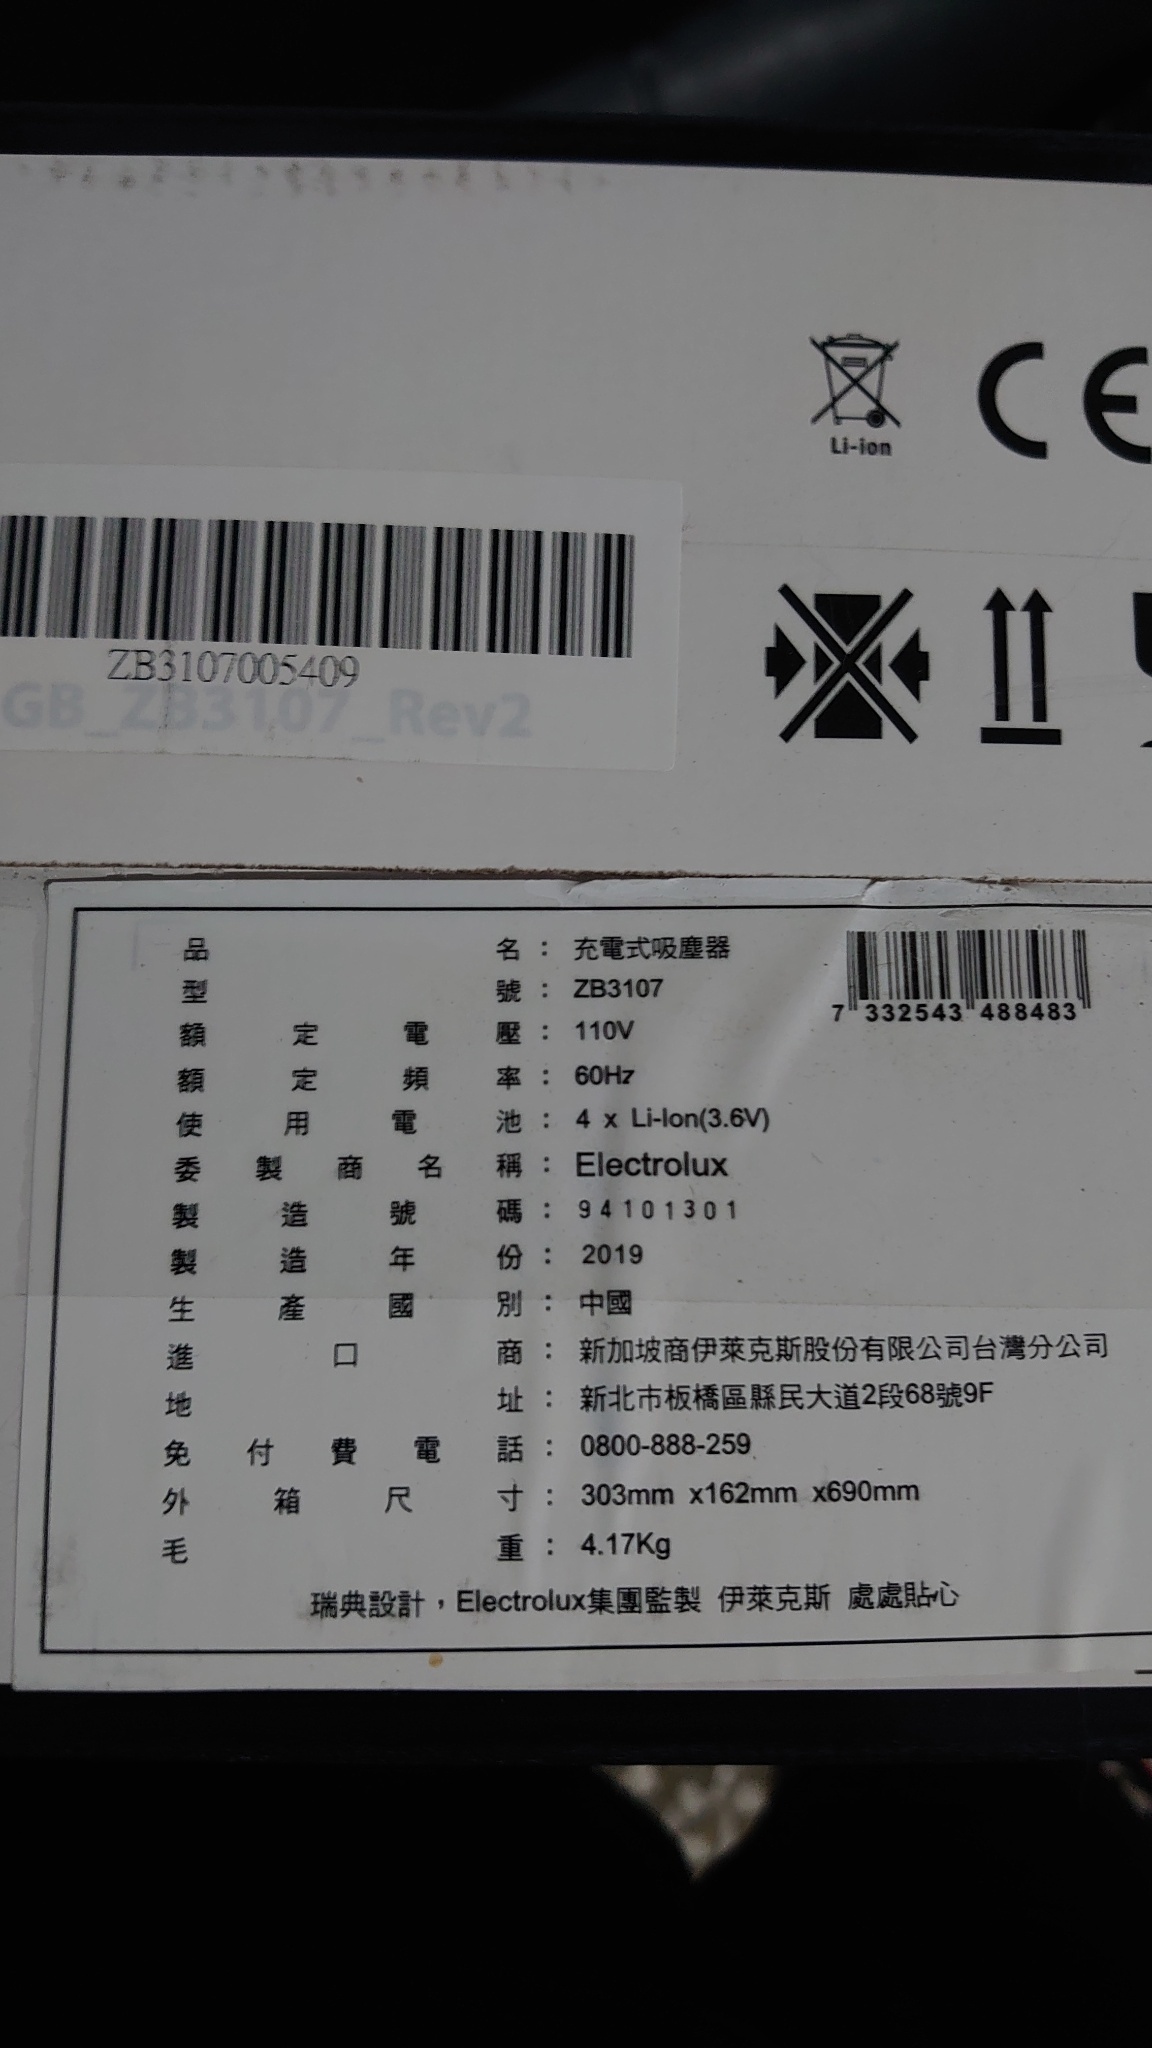 Li-ion
CE
ZB3107005409
GB_ZB3107_Rev2
品名：充電式吸塵器
7 332543 488483
型號：ZB3107
額定電壓：110V
額定頻率：60Hz
使用電池：4 x Li-Ion(3.6V)
委製商名稱：Electrolux
製造號碼：94101301
製造年份：2019
生產國別：中國
進口商：新加坡商伊萊克斯股份有限公司台灣分公司
地址：新北市板橋區縣民大道2段68號9F
免付費電話：0800-888-259
外箱尺寸：303mm x162mm x690mm
毛重：4.17Kg
瑞典設計，Electrolux集團監製 伊萊克斯 處處貼心